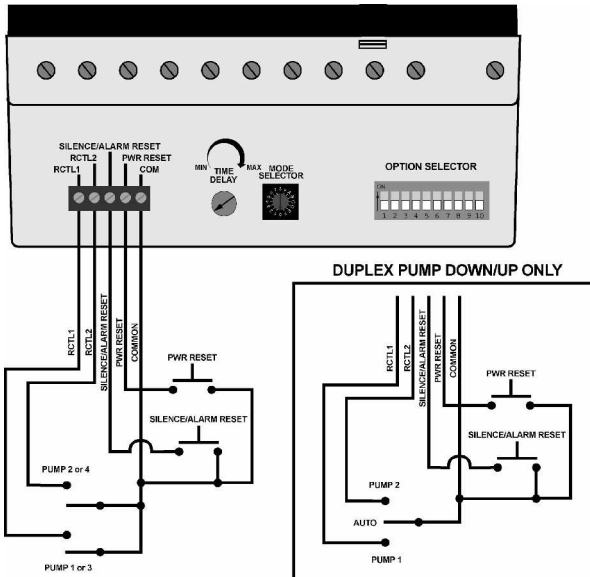 SILENCE/ALARM RESET
RCTL2
PWR RESET
RCTL1
COM
MIN
MAX
TIME
DELAY
MODE
SELECTOR
OPTION SELECTOR
ON
1 2 3 4 5 6 7 8 9 10
RCTL1
RCTL2
SILENCE/ALARM RESET
PWR RESET
COMMON
PWR RESET
SILENCE/ALARM RESET
PUMP 2 or 4
PUMP 1 or 3
DUPLEX PUMP DOWN/UP ONLY
RCTL1
RCTL2
SILENCE/ALARM RESET
PWR RESET
COMMON
PWR RESET
SILENCE/ALARM RESET
PUMP 2
AUTO
PUMP 1